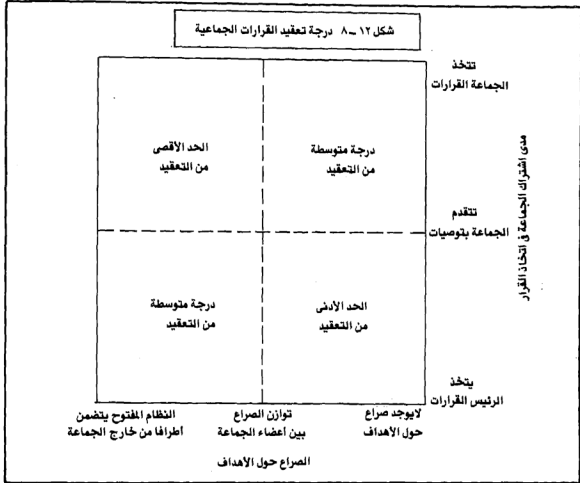 شكل ١٢ ــ ٨ درجة تعقيد القرارات الجماعية
تتخذ
الجماعة القرارات
الحد الأقصى
من التعقيد
درجة متوسطة
من التعقيد
مدى اشتراك الجماعة في اتخاذ القرار
تتقدم
الجماعة بتوصيات
درجة متوسطة
من التعقيد
الحد الأدنى
من التعقيد
يتخذ
الرئيس القرارات
لايوجد صراع
حول الأهداف
توازن الصراع
بين أعضاء الجماعة
النظام المفتوح يتضمن
أطرافا من خارج الجماعة
الصراع حول الأهداف